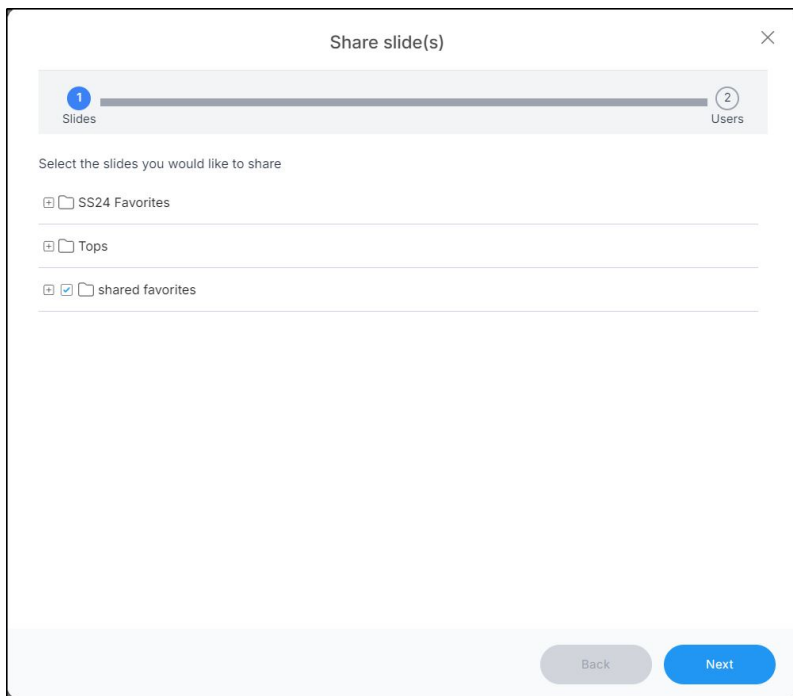 Share slide(s)
1
2
Slides
Users
Select the slides you would like to share
SS24 Favorites
Tops
shared favorites
Back
Next